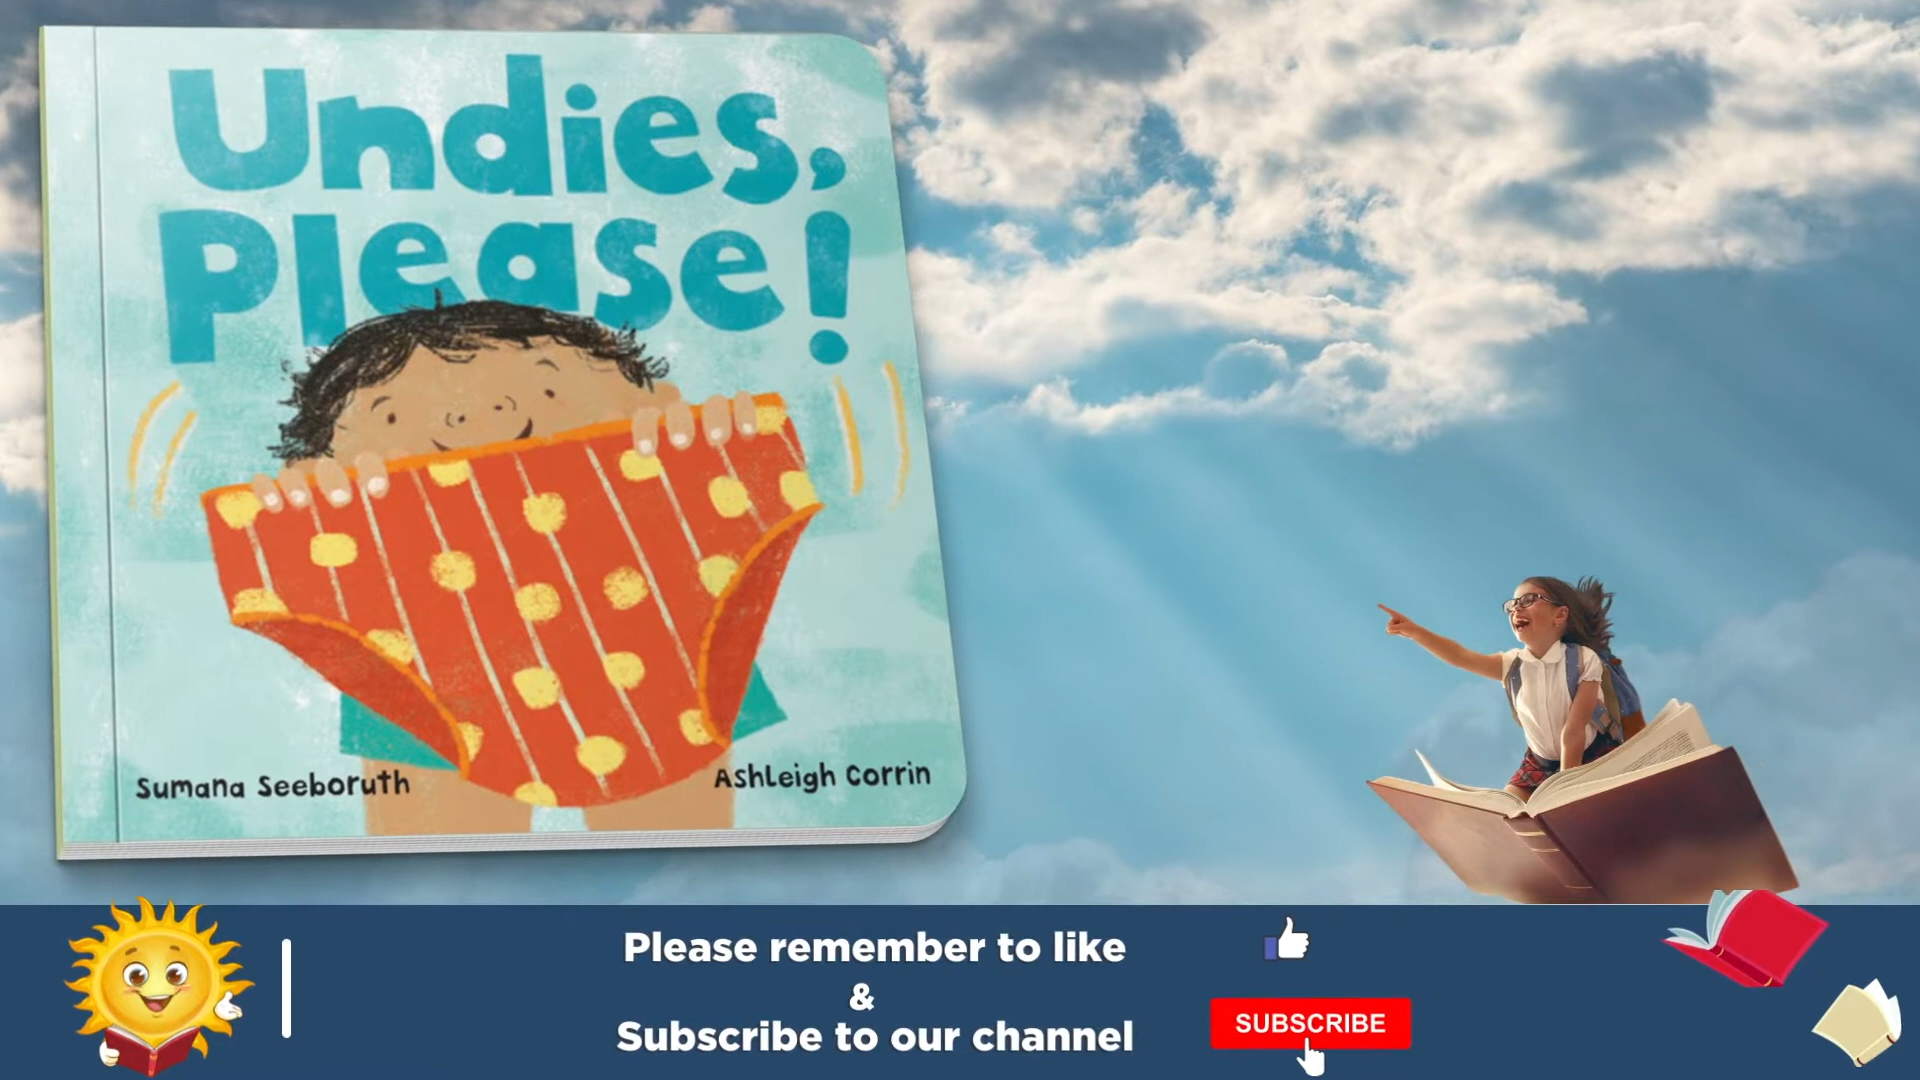 Undies,
Please!
Sumana Seeboruth
Ashleigh Corrin
Please remember to like
&
Subscribe to our channel
SUBSCRIBE